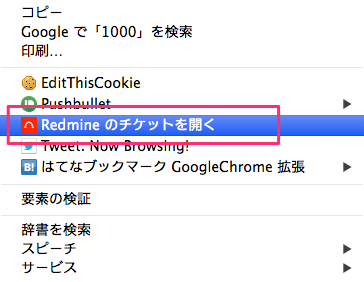 コピー
Google で「1000」を検索
印刷...
EditThisCookie
Pushbullet
Redmine のチケットを開く
Tweet: Now Browsing!
B! はてなブックマーク GoogleChrome 拡張
要素の検証
辞書を検索
スピーチ
サービス